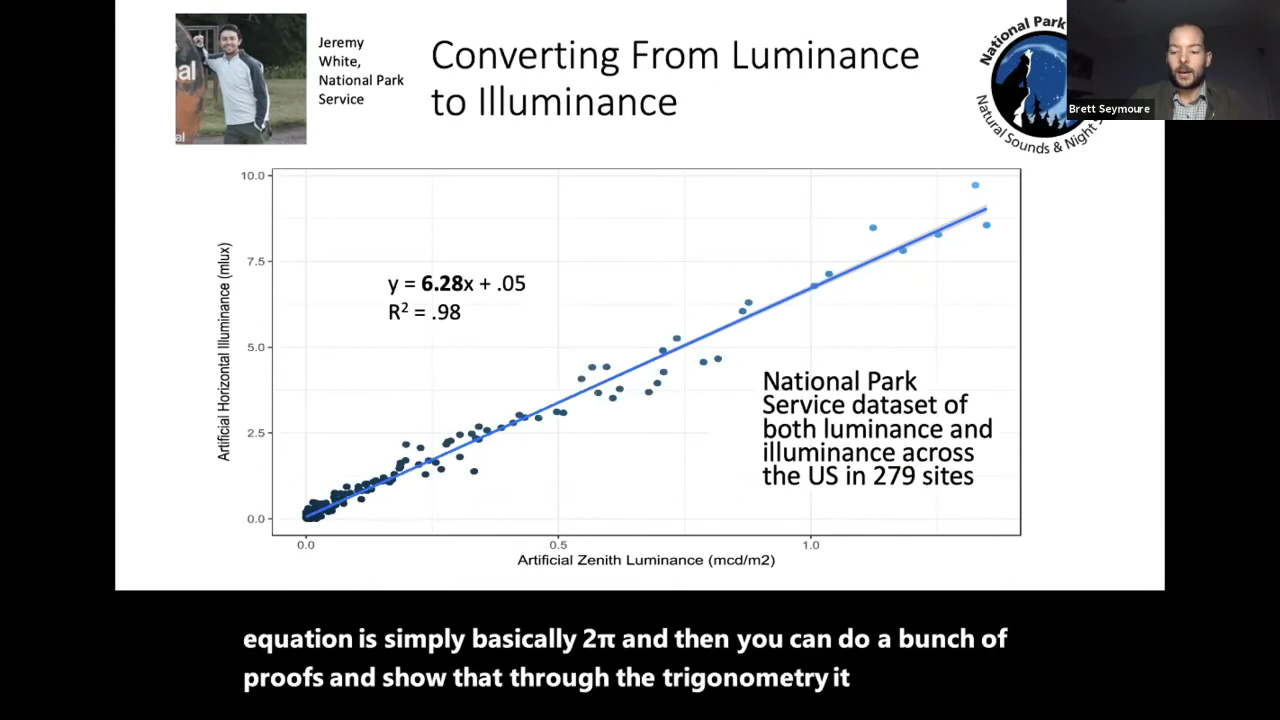 Jeremy
White,
National Park
Service
Converting From Luminance
to Illuminance
National Park
Natural Sounds & Night
Brett Seymoure
al
al
Artificial Horizontal Illuminance (mlux)
10.0
7.5
5.0
2.5
0.0
y = 6.28x + .05
R² = .98
National Park
Service dataset of
both luminance and
illuminance across
the US in 279 sites
0.0
0.5
1.0
Artificial Zenith Luminance (mcd/m2)
equation is simply basically 2π and then you can do a bunch of
proofs and show that through the trigonometry it